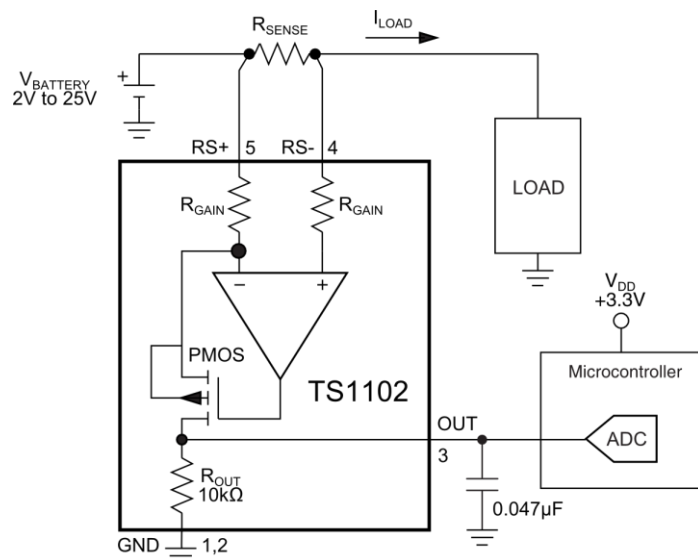 RSENSE
ILOAD
VBATTERY
2V to 25V
+
RS+ 5 RS- 4
RGAIN
RGAIN
LOAD
− +
PMOS
TS1102
VDD
+3.3V
Microcontroller
OUT
3
ADC
ROUT
10kΩ
0.047µF
GND 1,2